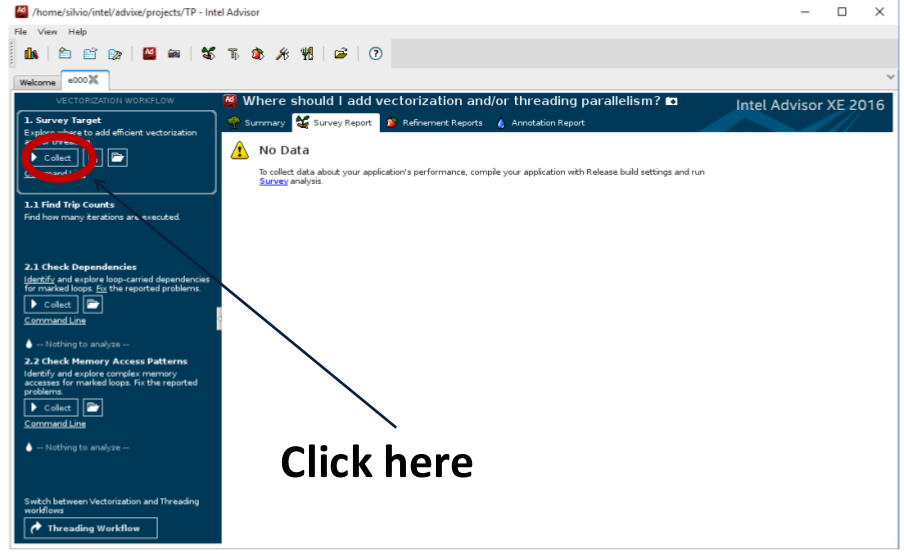 /home/silvio/intel/advixe/projects/TP - Intel Advisor
File View Help
Welcome e000
VECTORIZATION WORKFLOW
Where should I add vectorization and/or threading parallelism?
Intel Advisor XE 2016
Summary Survey Report Refinement Reports Annotation Report
1. Survey Target
Explore where to add efficient vectorization
Collect
Command Line
No Data
To collect data about your application's performance, compile your application with Release build settings and run
Survey analysis.
1.1 Find Trip Counts
Find how many iterations are executed.
2.1 Check Dependencies
Identify and explore loop-carried dependencies
for marked loops. Fix the reported problems.
Collect
Command Line
-- Nothing to analyze --
2.2 Check Memory Access Patterns
Identify and explore complex memory
accesses for marked loops. Fix the reported
problems.
Collect
Command Line
-- Nothing to analyze --
Click here
Switch between Vectorization and Threading
workflows
Threading Workflow